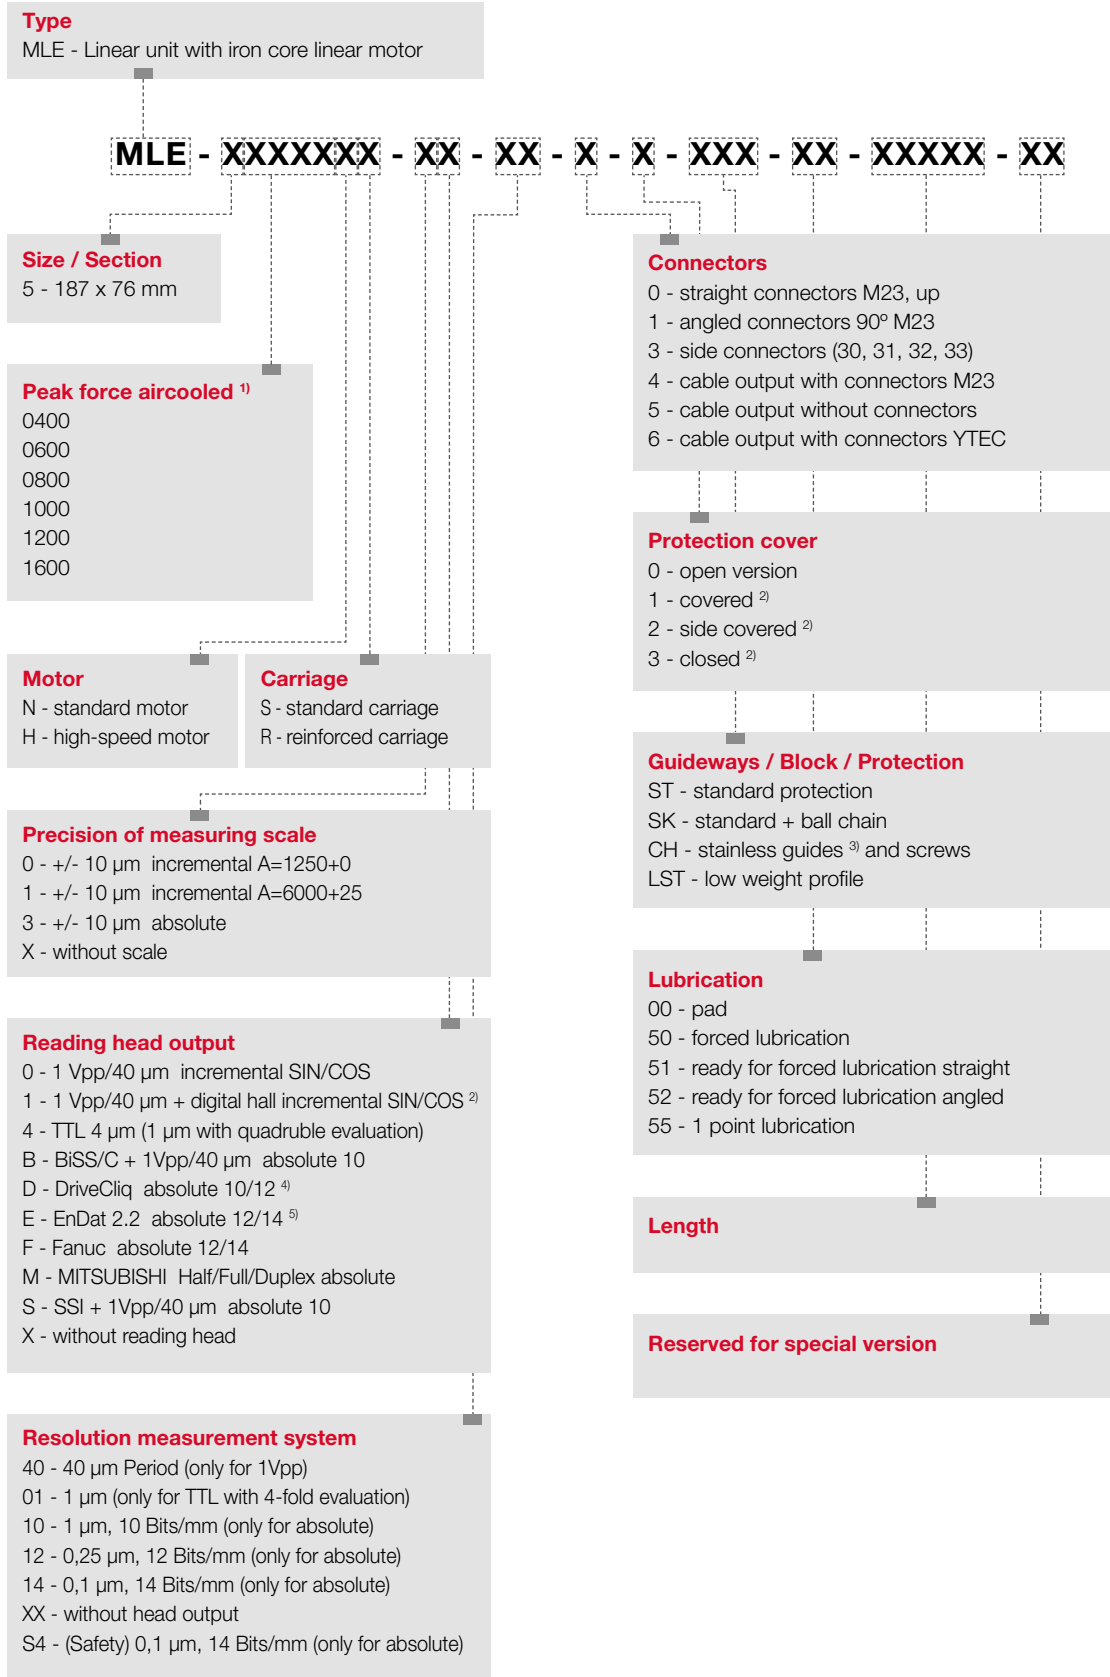 Type
MLE - Linear unit with iron core linear motor
MLE - XXXXXXX - XX - XX - X - X - XXX - XX - XXXXX - XX
Size / Section
5 - 187 x 76 mm
Peak force aircooled 1)
0400
0600
0800
1000
1200
1600
Motor
N - standard motor
H - high-speed motor
Carriage
S - standard carriage
R - reinforced carriage
Precision of measuring scale
0 - +/- 10 µm incremental A=1250+0
1 - +/- 10 µm incremental A=6000+25
3 - +/- 10 µm absolute
X - without scale
Reading head output
0 - 1 Vpp/40 µm incremental SIN/COS
1 - 1 Vpp/40 µm + digital hall incremental SIN/COS 2)
4 - TTL 4 µm (1 µm with quadruble evaluation)
B - BiSS/C + 1Vpp/40 µm absolute 10
D - DriveCliq absolute 10/12 4)
E - EnDat 2.2 absolute 12/14 5)
F - Fanuc absolute 12/14
M - MITSUBISHI Half/Full/Duplex absolute
S - SSI + 1Vpp/40 µm absolute 10
X - without reading head
Resolution measurement system
40 - 40 µm Period (only for 1Vpp)
01 - 1 µm (only for TTL with 4-fold evaluation)
10 - 1 µm, 10 Bits/mm (only for absolute)
12 - 0,25 µm, 12 Bits/mm (only for absolute)
14 - 0,1 µm, 14 Bits/mm (only for absolute)
XX - without head output
S4 - (Safety) 0,1 µm, 14 Bits/mm (only for absolute)
Connectors
0 - straight connectors M23, up
1 - angled connectors 90º M23
3 - side connectors (30, 31, 32, 33)
4 - cable output with connectors M23
5 - cable output without connectors
6 - cable output with connectors YTEC
Protection cover
0 - open version
1 - covered 2)
2 - side covered 2)
3 - closed 2)
Guideways / Block / Protection
ST - standard protection
SK - standard + ball chain
CH - stainless guides 3) and screws
LST - low weight profile
Lubrication
00 - pad
50 - forced lubrication
51 - ready for forced lubrication straight
52 - ready for forced lubrication angled
55 - 1 point lubrication
Length
Reserved for special version